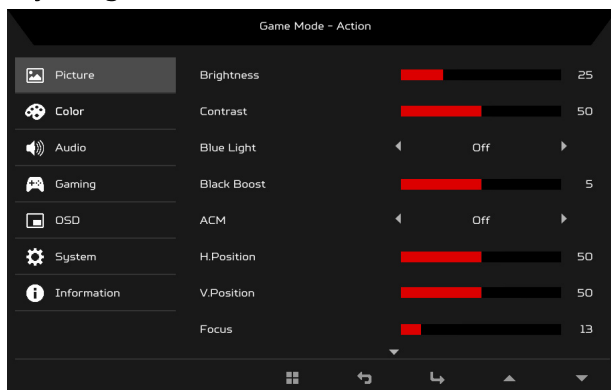 Game Mode - Action
Picture
Brightness 25
Color
Contrast 50
Audio
Blue Light Off
Gaming
Black Boost 5
OSD
ACM Off
System
H.Position 50
Information
V.Position 50
Focus 13